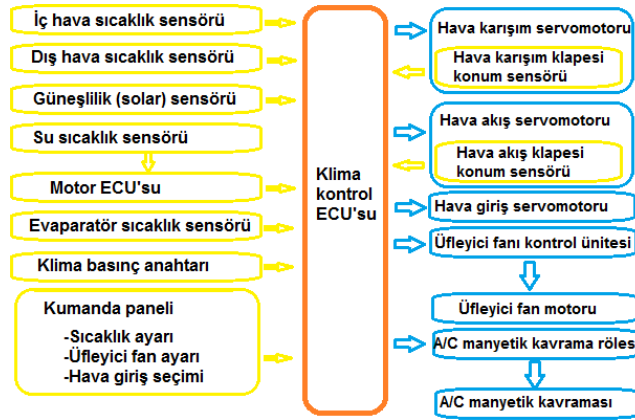 İç hava sıcaklık sensörü
Dış hava sıcaklık sensörü
Güneşlilik (solar) sensörü
Su sıcaklık sensörü
Motor ECU'su
Evaparatör sıcaklık sensörü
Klima basınç anahtarı
Kumanda paneli
-Sıcaklık ayarı
-Üfleyici fan ayarı
-Hava giriş seçimi
Klima
kontrol
ECU'su
Hava karışım servomotoru
Hava karışım klapesi
konum sensörü
Hava akış servomotoru
Hava akış klapesi
konum sensörü
Hava giriş servomotoru
Üfleyici fanı kontrol ünitesi
Üfleyici fan motoru
A/C manyetik kavrama röles
A/C manyetik kavraması